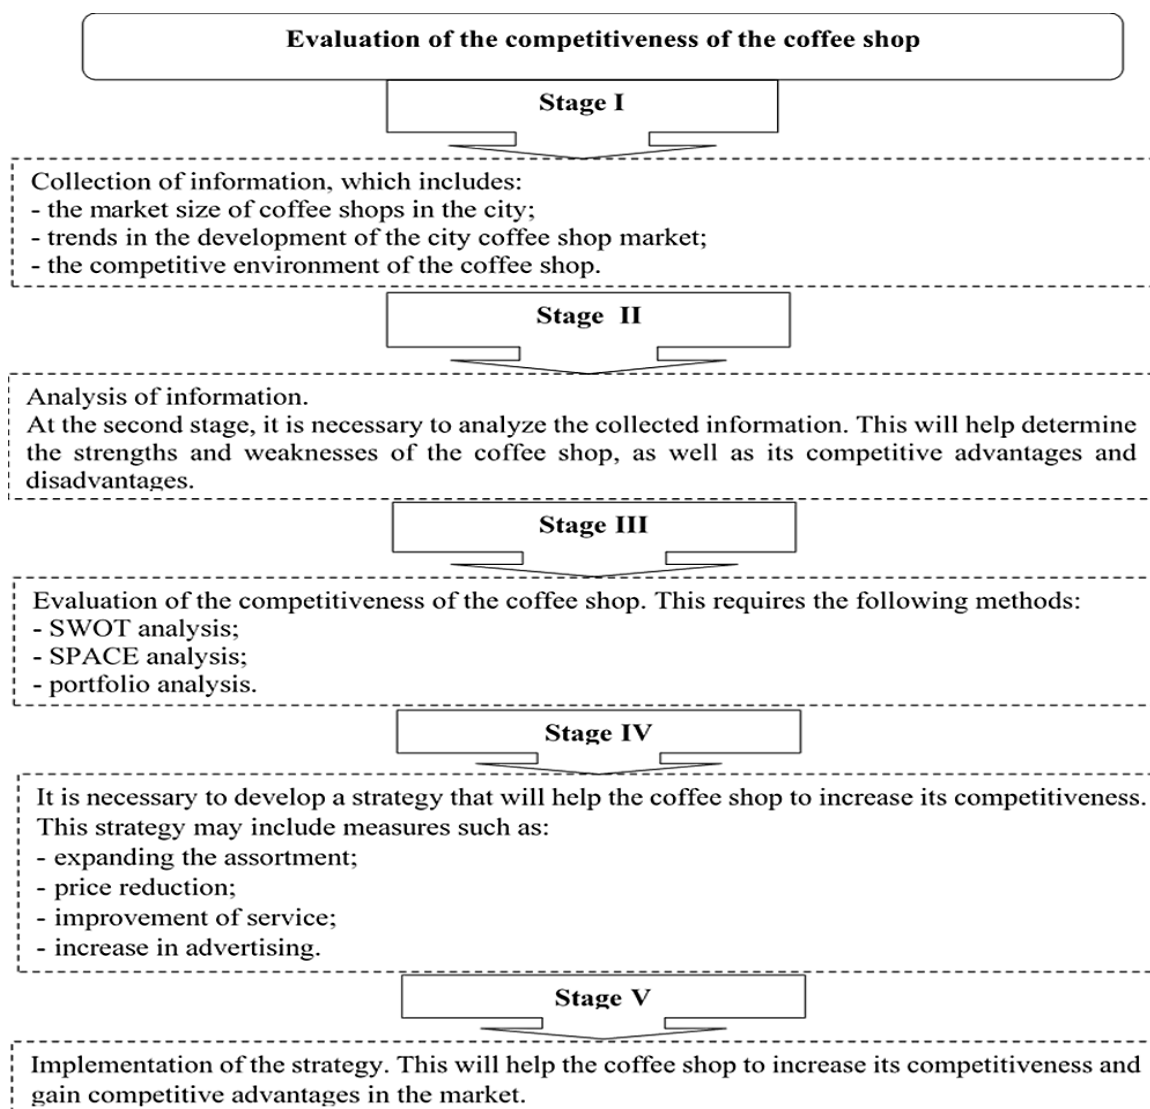 Evaluation of the competitiveness of the coffee shop
Stage I
Collection of information, which includes:
- the market size of coffee shops in the city;
- trends in the development of the city coffee shop market;
- the competitive environment of the coffee shop.
Stage II
Analysis of information.
At the second stage, it is necessary to analyze the collected information. This will help determine
the strengths and weaknesses of the coffee shop, as well as its competitive advantages and
disadvantages.
Stage III
Evaluation of the competitiveness of the coffee shop. This requires the following methods:
- SWOT analysis;
- SPACE analysis;
- portfolio analysis.
Stage IV
It is necessary to develop a strategy that will help the coffee shop to increase its competitiveness.
This strategy may include measures such as:
- expanding the assortment;
- price reduction;
- improvement of service;
- increase in advertising.
Stage V
Implementation of the strategy. This will help the coffee shop to increase its competitiveness and
gain competitive advantages in the market.